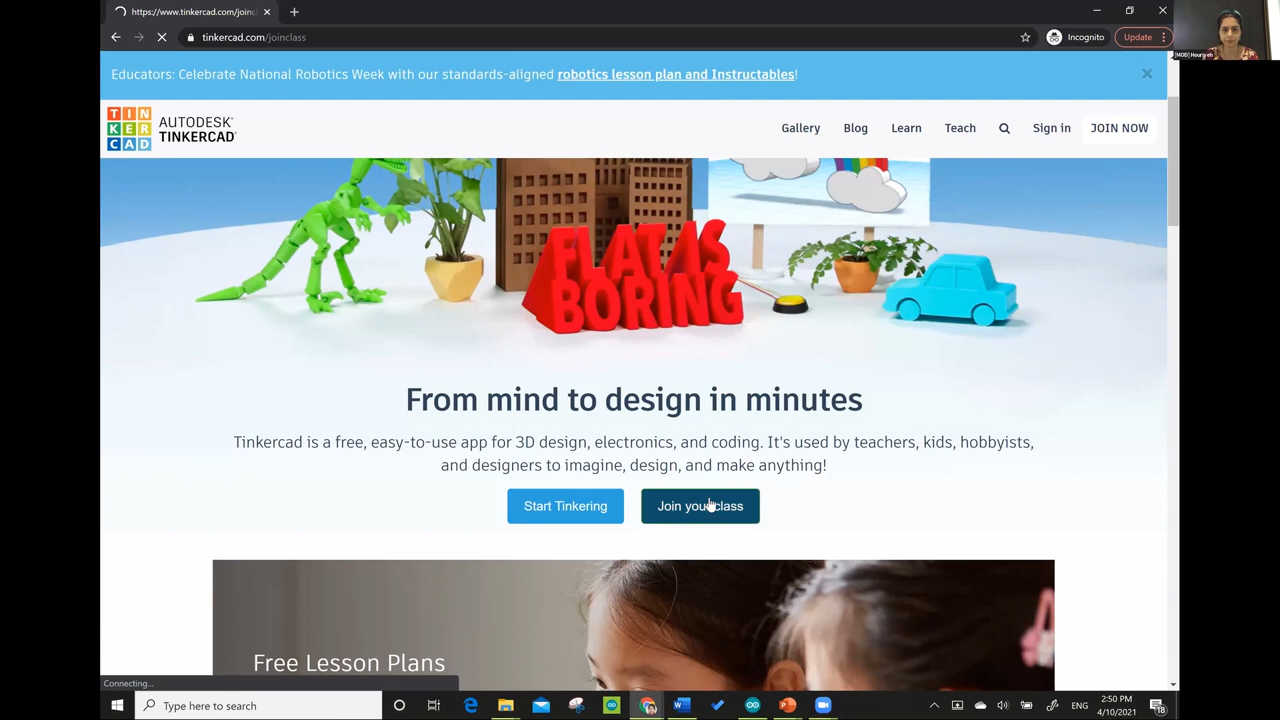 https://www.tinkercad.com/joincl
tinkercad.com/joinclass
Incognito
Update
[MOD] Houriyeh
Educators: Celebrate National Robotics Week with our standards-aligned robotics lesson plan and Instructables!
TIN
KER
CAD
AUTODESK
TINKERCAD
Gallery
Blog
Learn
Teach
Sign in
JOIN NOW
FLAT IS
BORING
From mind to design in minutes
Tinkercad is a free, easy-to-use app for 3D design, electronics, and coding. It's used by teachers, kids, hobbyists,
and designers to imagine, design, and make anything!
Start Tinkering
Join your class
Free Lesson Plans
Connecting...
Type here to search
ENG
2:50 PM
4/10/2021
18